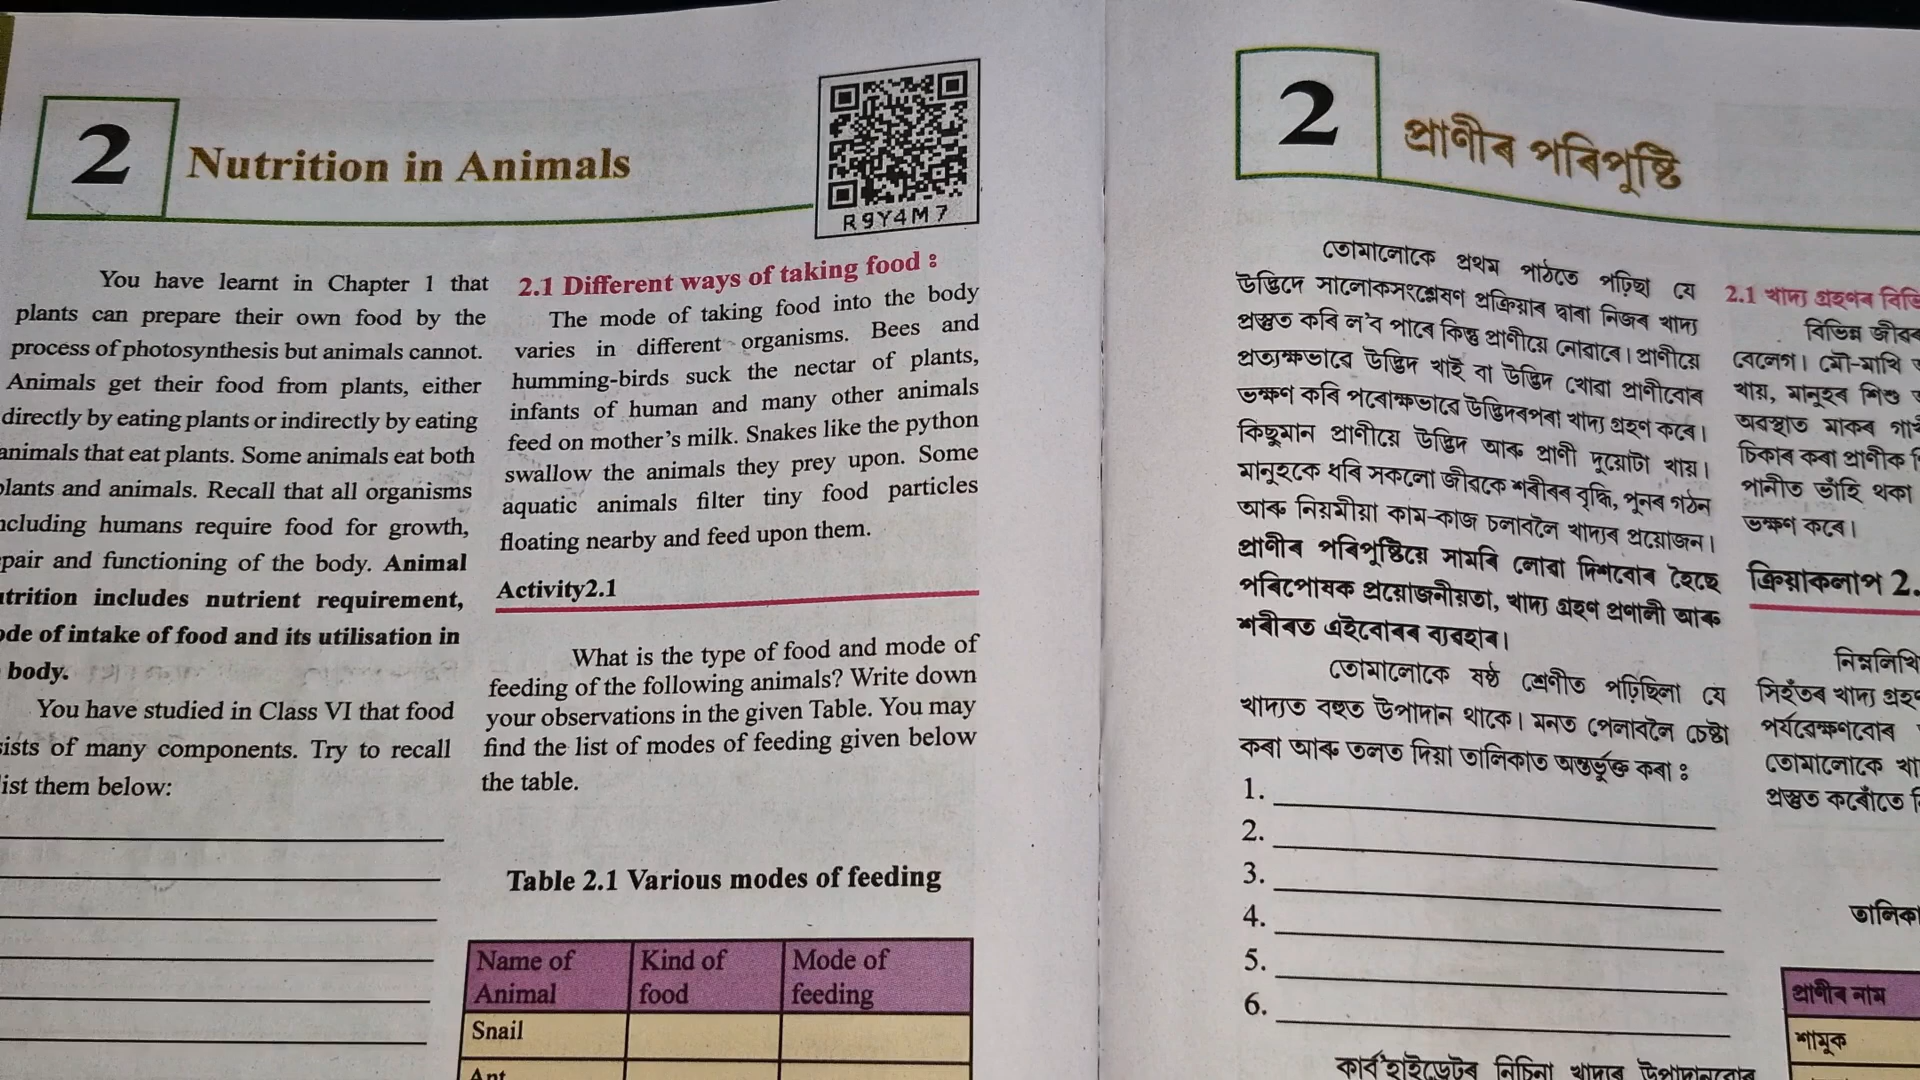 2
Nutrition in Animals
R9Y4M7
You have learnt in Chapter 1 that
plants can prepare their own food by the
process of photosynthesis but animals cannot.
Animals get their food from plants, either
directly by eating plants or indirectly by eating
animals that eat plants. Some animals eat both
plants and animals. Recall that all organisms
including humans require food for growth,
and functioning of the body. Animal
includes nutrient requirement,
of intake of food and its utilisation in
body.
You have studied in Class VI that food
of many components. Try to recall
them below:
2.1 Different ways of taking food :
The mode of taking food into the body
varies in different organisms. Bees and
humming-birds suck the nectar of plants,
infants of human and many other animals
feed on mother's milk. Snakes like the python
swallow the animals they prey upon. Some
aquatic animals filter tiny food particles
floating nearby and feed upon them.
Activity2.1
What is the type of food and mode of
feeding of the following animals? Write down
your observations in the given Table. You may
find the list of modes of feeding given below
the table.
Table 2.1 Various modes of feeding
Name of Animal Kind of food Mode of feeding
Snail
Ant
2
প্ৰাণীৰ পৰিপুষ্টি
তোমালোকে প্ৰথম পাঠতে পঢ়িছা যে
উদ্ভিদে সালোকসংশ্লেষণ প্ৰক্ৰিয়াৰ দ্বাৰা নিজৰ খাদ্য
প্ৰস্তুত কৰি ল'ব পাৰে কিন্তু প্ৰাণীয়ে নোৱাৰে। প্ৰাণীয়ে
প্ৰত্যক্ষভাৱে উদ্ভিদ খাই বা উদ্ভিদ খোৱা প্ৰাণীবোৰ
ভক্ষণ কৰি পৰোক্ষভাৱে উদ্ভিদৰপৰা খাদ্য গ্ৰহণ কৰে।
কিছুমান প্ৰাণীয়ে উদ্ভিদ আৰু প্ৰাণী দুয়োটা খায়।
মানুহকে ধৰি সকলো জীৱকে শৰীৰৰ বৃদ্ধি, পুনৰ গঠন
আৰু নিয়মীয়া কাম-কাজ চলাবলৈ খাদ্যৰ প্ৰয়োজন।
প্ৰাণীৰ পৰিপুষ্টিয়ে সামৰি লোৱা দিশবোৰ হৈছে
পৰিপোষক প্ৰয়োজনীয়তা, খাদ্য গ্ৰহণ প্ৰণালী আৰু
শৰীৰত এইবোৰৰ ব্যৱহাৰ।
তোমালোকে ষষ্ঠ শ্ৰেণীত পঢ়িছিলা যে
খাদ্যত বহুত উপাদান থাকে। মনত পেলাবলৈ চেষ্টা
কৰা আৰু তলত দিয়া তালিকাত অন্তৰ্ভুক্ত কৰা :
1.
2.
3.
4.
5.
6.
কাৰ্ব'হাইড্ৰেটৰ নিচিনা খাদ্যৰ উপাদানবোৰ
2.1 খাদ্য গ্ৰহণৰ
বিভিন্ন জীৱৰ
বেলেগ। মৌ-মাখি
খায়, মানুহৰ শিশু
অৱস্থাত মাকৰ
চিকাৰ কৰা প্ৰাণীক
পানীত ভাঁহি থকা
ভক্ষণ কৰে।
ক্ৰিয়াকলাপ 2.
সিহঁতৰ খাদ্য
তোমালোকে
প্ৰস্তুত কৰোঁতে
প্ৰাণীৰ নাম
শামুক